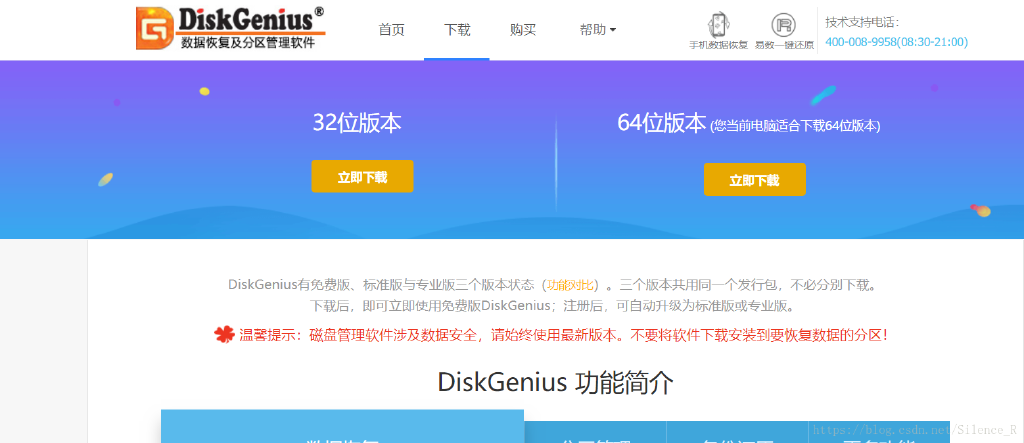 DiskGenius®
数据恢复及分区管理软件
首页
下载
购买
帮助
手机数据恢复
易数一键还原
技术支持电话：
400-008-9958(08:30-21:00)
32位版本
立即下载
64位版本 (您当前电脑适合下载64位版本)
立即下载
DiskGenius有免费版、标准版与专业版三个版本状态（功能对比）。三个版本共用同一个发行包，不必分别下载。
下载后，即可立即使用免费版DiskGenius；注册后，可自动升级为标准版或专业版。
温馨提示：磁盘管理软件涉及数据安全，请始终使用最新版本。不要将软件下载安装到要恢复数据的分区！
DiskGenius 功能简介
https://blog.csdn.net/Silence_R